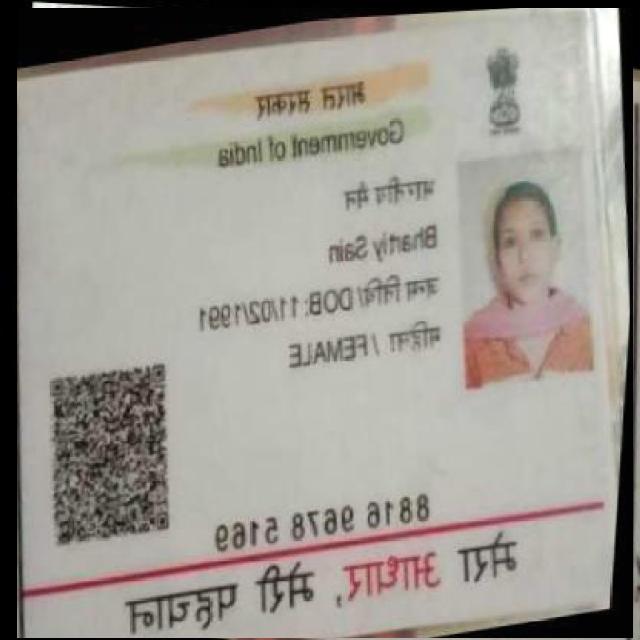 भारत सरकार
Government of India
भारतीय सैन
Bhartiy Sain
जन्म तिथि/ DOB: 11/02/1991
महिला / FEMALE
8816 9678 5169
मेरा आधार, मेरी पहचान